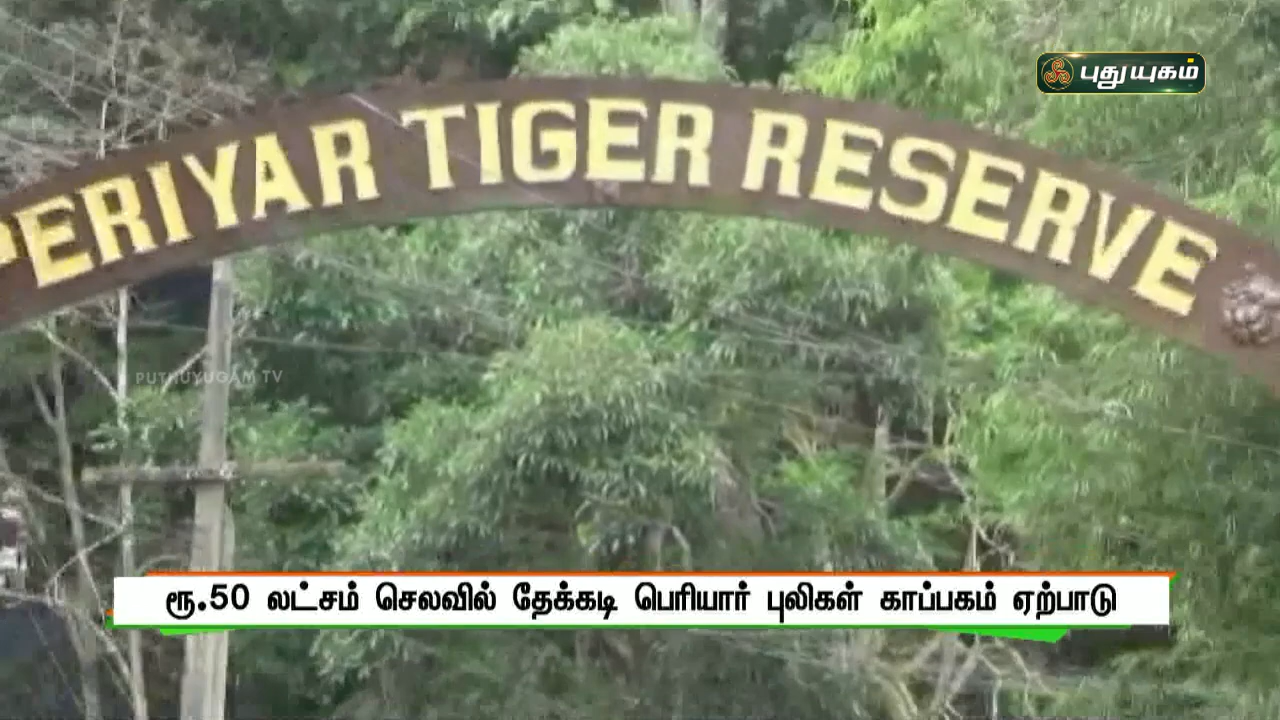 புதுயுகம்
PERIYAR TIGER RESERVE
PUTHUYUGAM TV
ரூ.50 லட்சம் செலவில் தேக்கடி பெரியார் புலிகள் காப்பகம் ஏற்பாடு